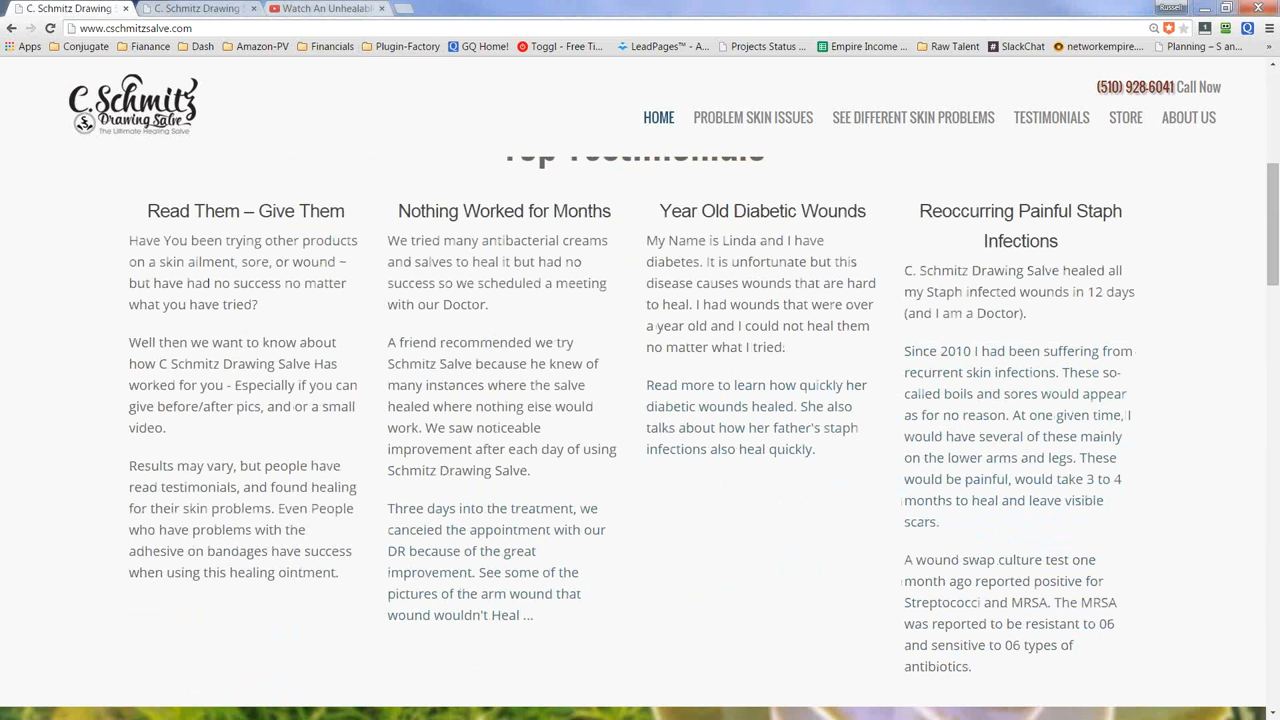 C. Schmitz Drawing S
C. Schmitz Drawing S
Watch An Unhealabl
Russell
www.cschmitzsalve.com
Apps Conjugate Fianance Dash Amazon-PV Financials Plugin-Factory GQ Home! Toggl - Free Ti... LeadPages™ - A... Projects Status ... Empire Income ... Raw Talent SlackChat networkempire.... Planning – S an... »
C. Schmitz
Drawing Salve
The Ultimate Healing Salve
(510) 928-6041 Call Now
HOME PROBLEM SKIN ISSUES SEE DIFFERENT SKIN PROBLEMS TESTIMONIALS STORE ABOUT US
Top Testimonials
Read Them – Give Them
Have You been trying other products
on a skin ailment, sore, or wound –
but have had no success no matter
what you have tried?
Well then we want to know about
how C Schmitz Drawing Salve Has
worked for you - Especially if you can
give before/after pics, and or a small
video.
Results may vary, but people have
read testimonials, and found healing
for their skin problems. Even People
who have problems with the
adhesive on bandages have success
when using this healing ointment.
Nothing Worked for Months
We tried many antibacterial creams
and salves to heal it but had no
success so we scheduled a meeting
with our Doctor.
A friend recommended we try
Schmitz Salve because he knew of
many instances where the salve
healed where nothing else would
work. We saw noticeable
improvement after each day of using
Schmitz Drawing Salve.
Three days into the treatment, we
canceled the appointment with our
DR because of the great
improvement. See some of the
pictures of the arm wound that
wound wouldn't Heal ...
Year Old Diabetic Wounds
My Name is Linda and I have
diabetes. It is unfortunate but this
disease causes wounds that are hard
to heal. I had wounds that were over
a year old and I could not heal them
no matter what I tried.
Read more to learn how quickly her
diabetic wounds healed. She also
talks about how her father's staph
infections also heal quickly.
Reoccurring Painful Staph
Infections
C. Schmitz Drawing Salve healed all
my Staph infected wounds in 12 days
(and I am a Doctor).
Since 2010 I had been suffering from
recurrent skin infections. These so-
called boils and sores would appear
as for no reason. At one given time, I
would have several of these mainly
on the lower arms and legs. These
would be painful, would take 3 to 4
months to heal and leave visible
scars.
A wound swap culture test one
month ago reported positive for
Streptococci and MRSA. The MRSA
was reported to be resistant to 06
and sensitive to 06 types of
antibiotics.